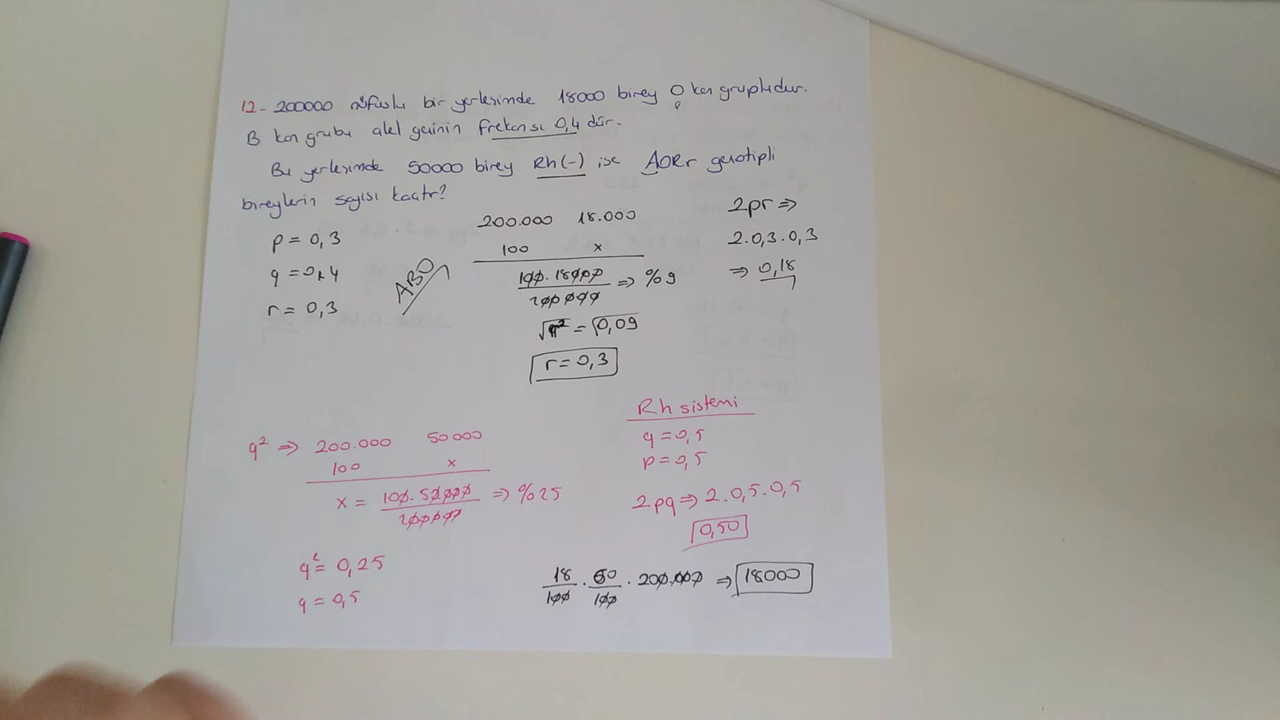 12- 200000 nüfuslu bir yerleşimde 18000 birey 0 kan grupludur.
B kan grubu alel geninin frekansı 0,4 dür.
Bu yerleşimde 50000 birey Rh(-) ise AORr genotipli
bireylerin sayısı kaçtır?
p = 0,3
q = 0,4
r = 0,3
ABO
200.000 18.000
100 x
100.18000 / 200000 ⇒ %9
√r² = √0,09
r = 0,3
2pr ⇒
2.0,3.0,3
⇒ 0,18
q² ⇒ 200.000 50000
100 x
x = 100.50000 / 200000 ⇒ %25
q² = 0,25
q = 0,5
Rh sistemi
q = 0,5
p = 0,5
2pq ⇒ 2.0,5.0,5
0,50
18/100 . 50/100 . 200.000 ⇒ 18000